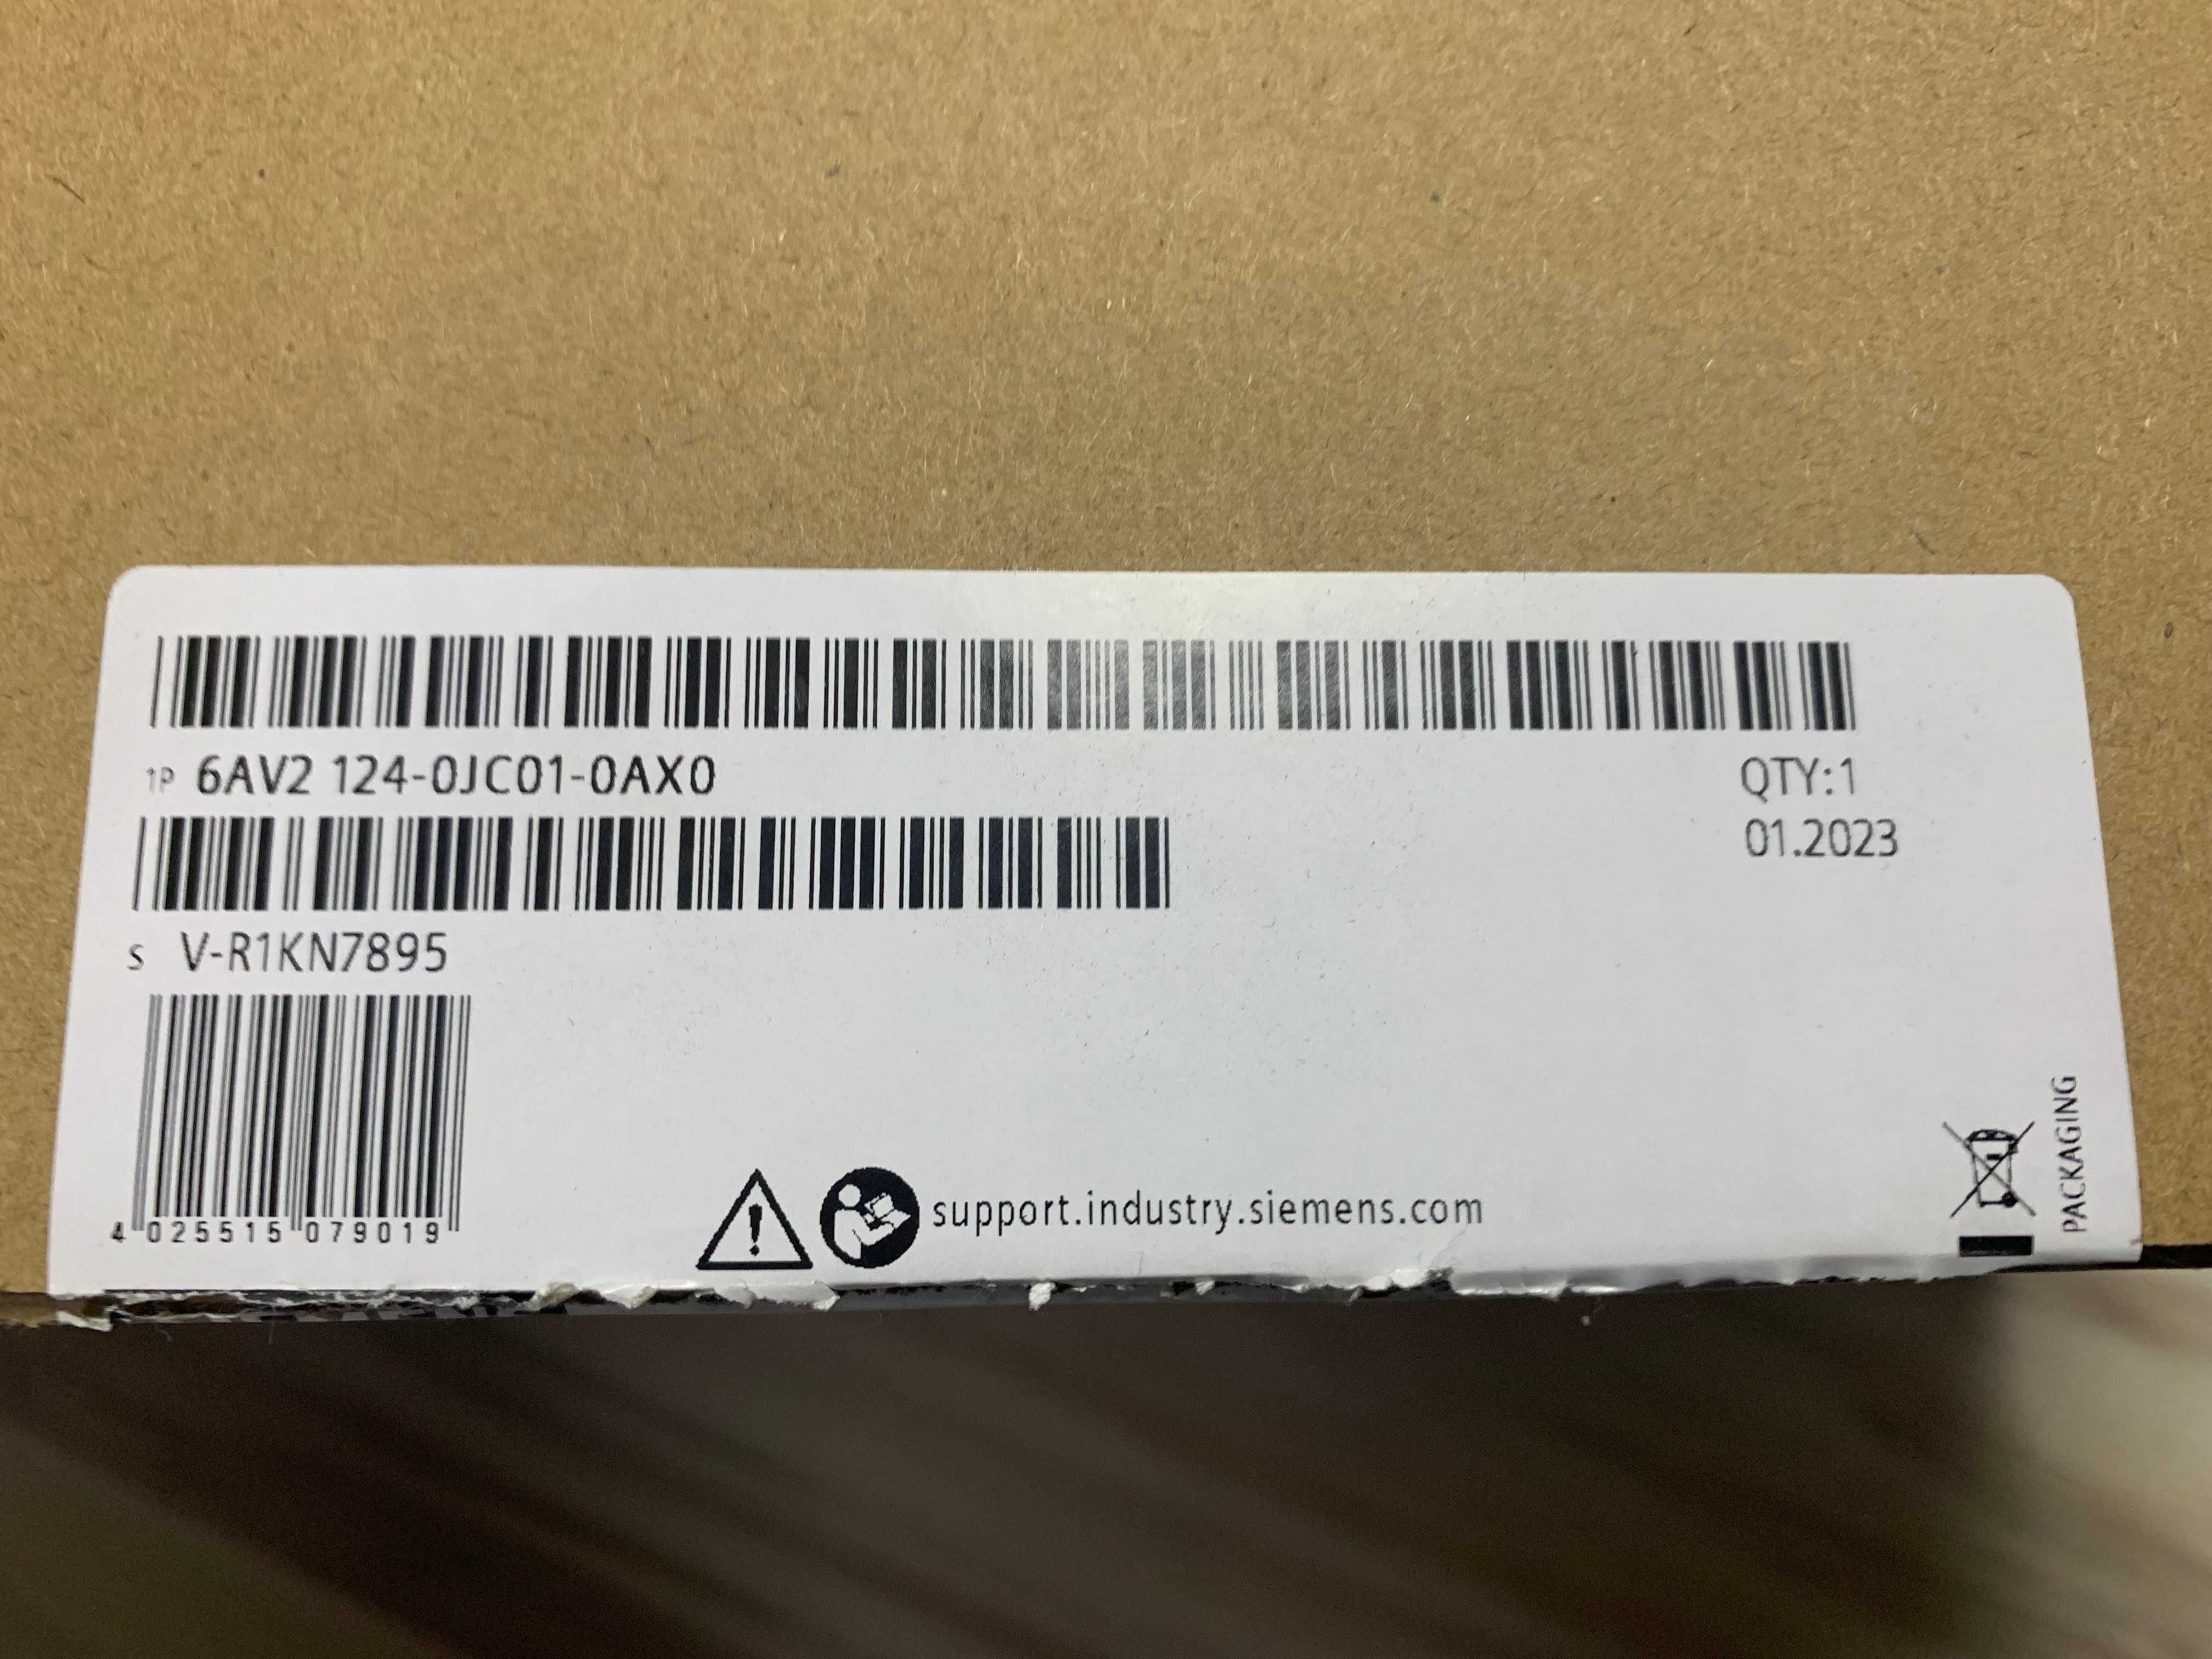 1P 6AV2 124-0JC01-0AX0
QTY:1
01.2023
S V-R1KN7895
4 025515 079019
support.industry.siemens.com
PACKAGING